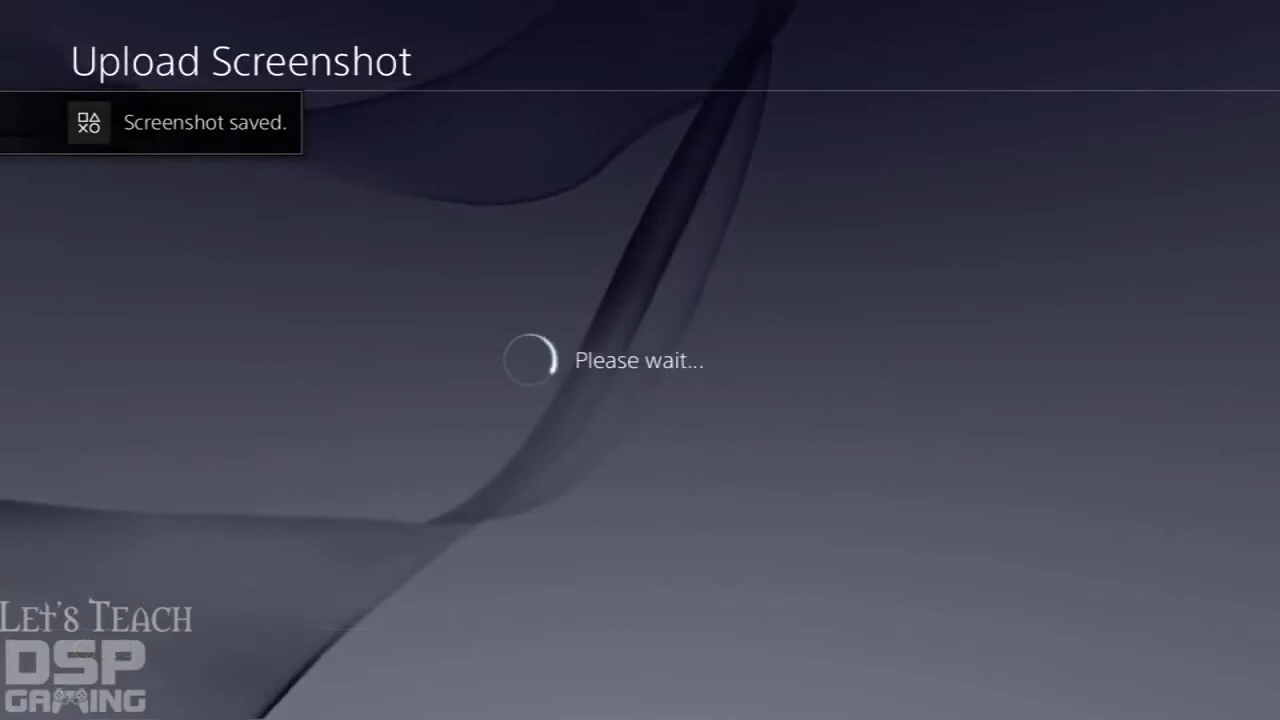 Upload Screenshot
Screenshot saved.
Please wait...
LET'S TEACH
DSP
GAMING